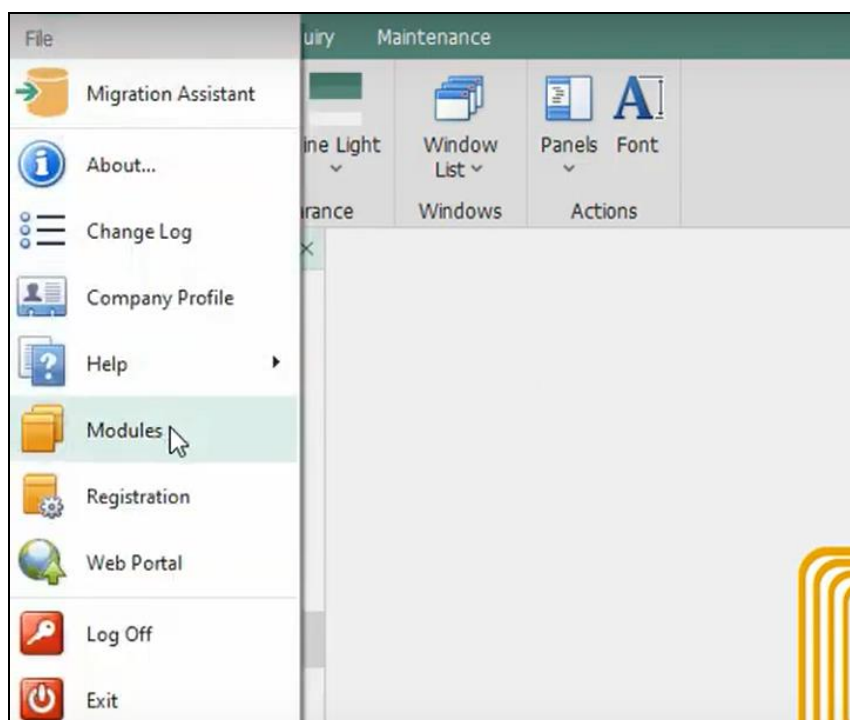 File
uiry
Maintenance
Migration Assistant
About...
Change Log
Company Profile
Help
Modules
Registration
Web Portal
Log Off
Exit
ine Light
Window
List
Panels
Font
rance
Windows
Actions